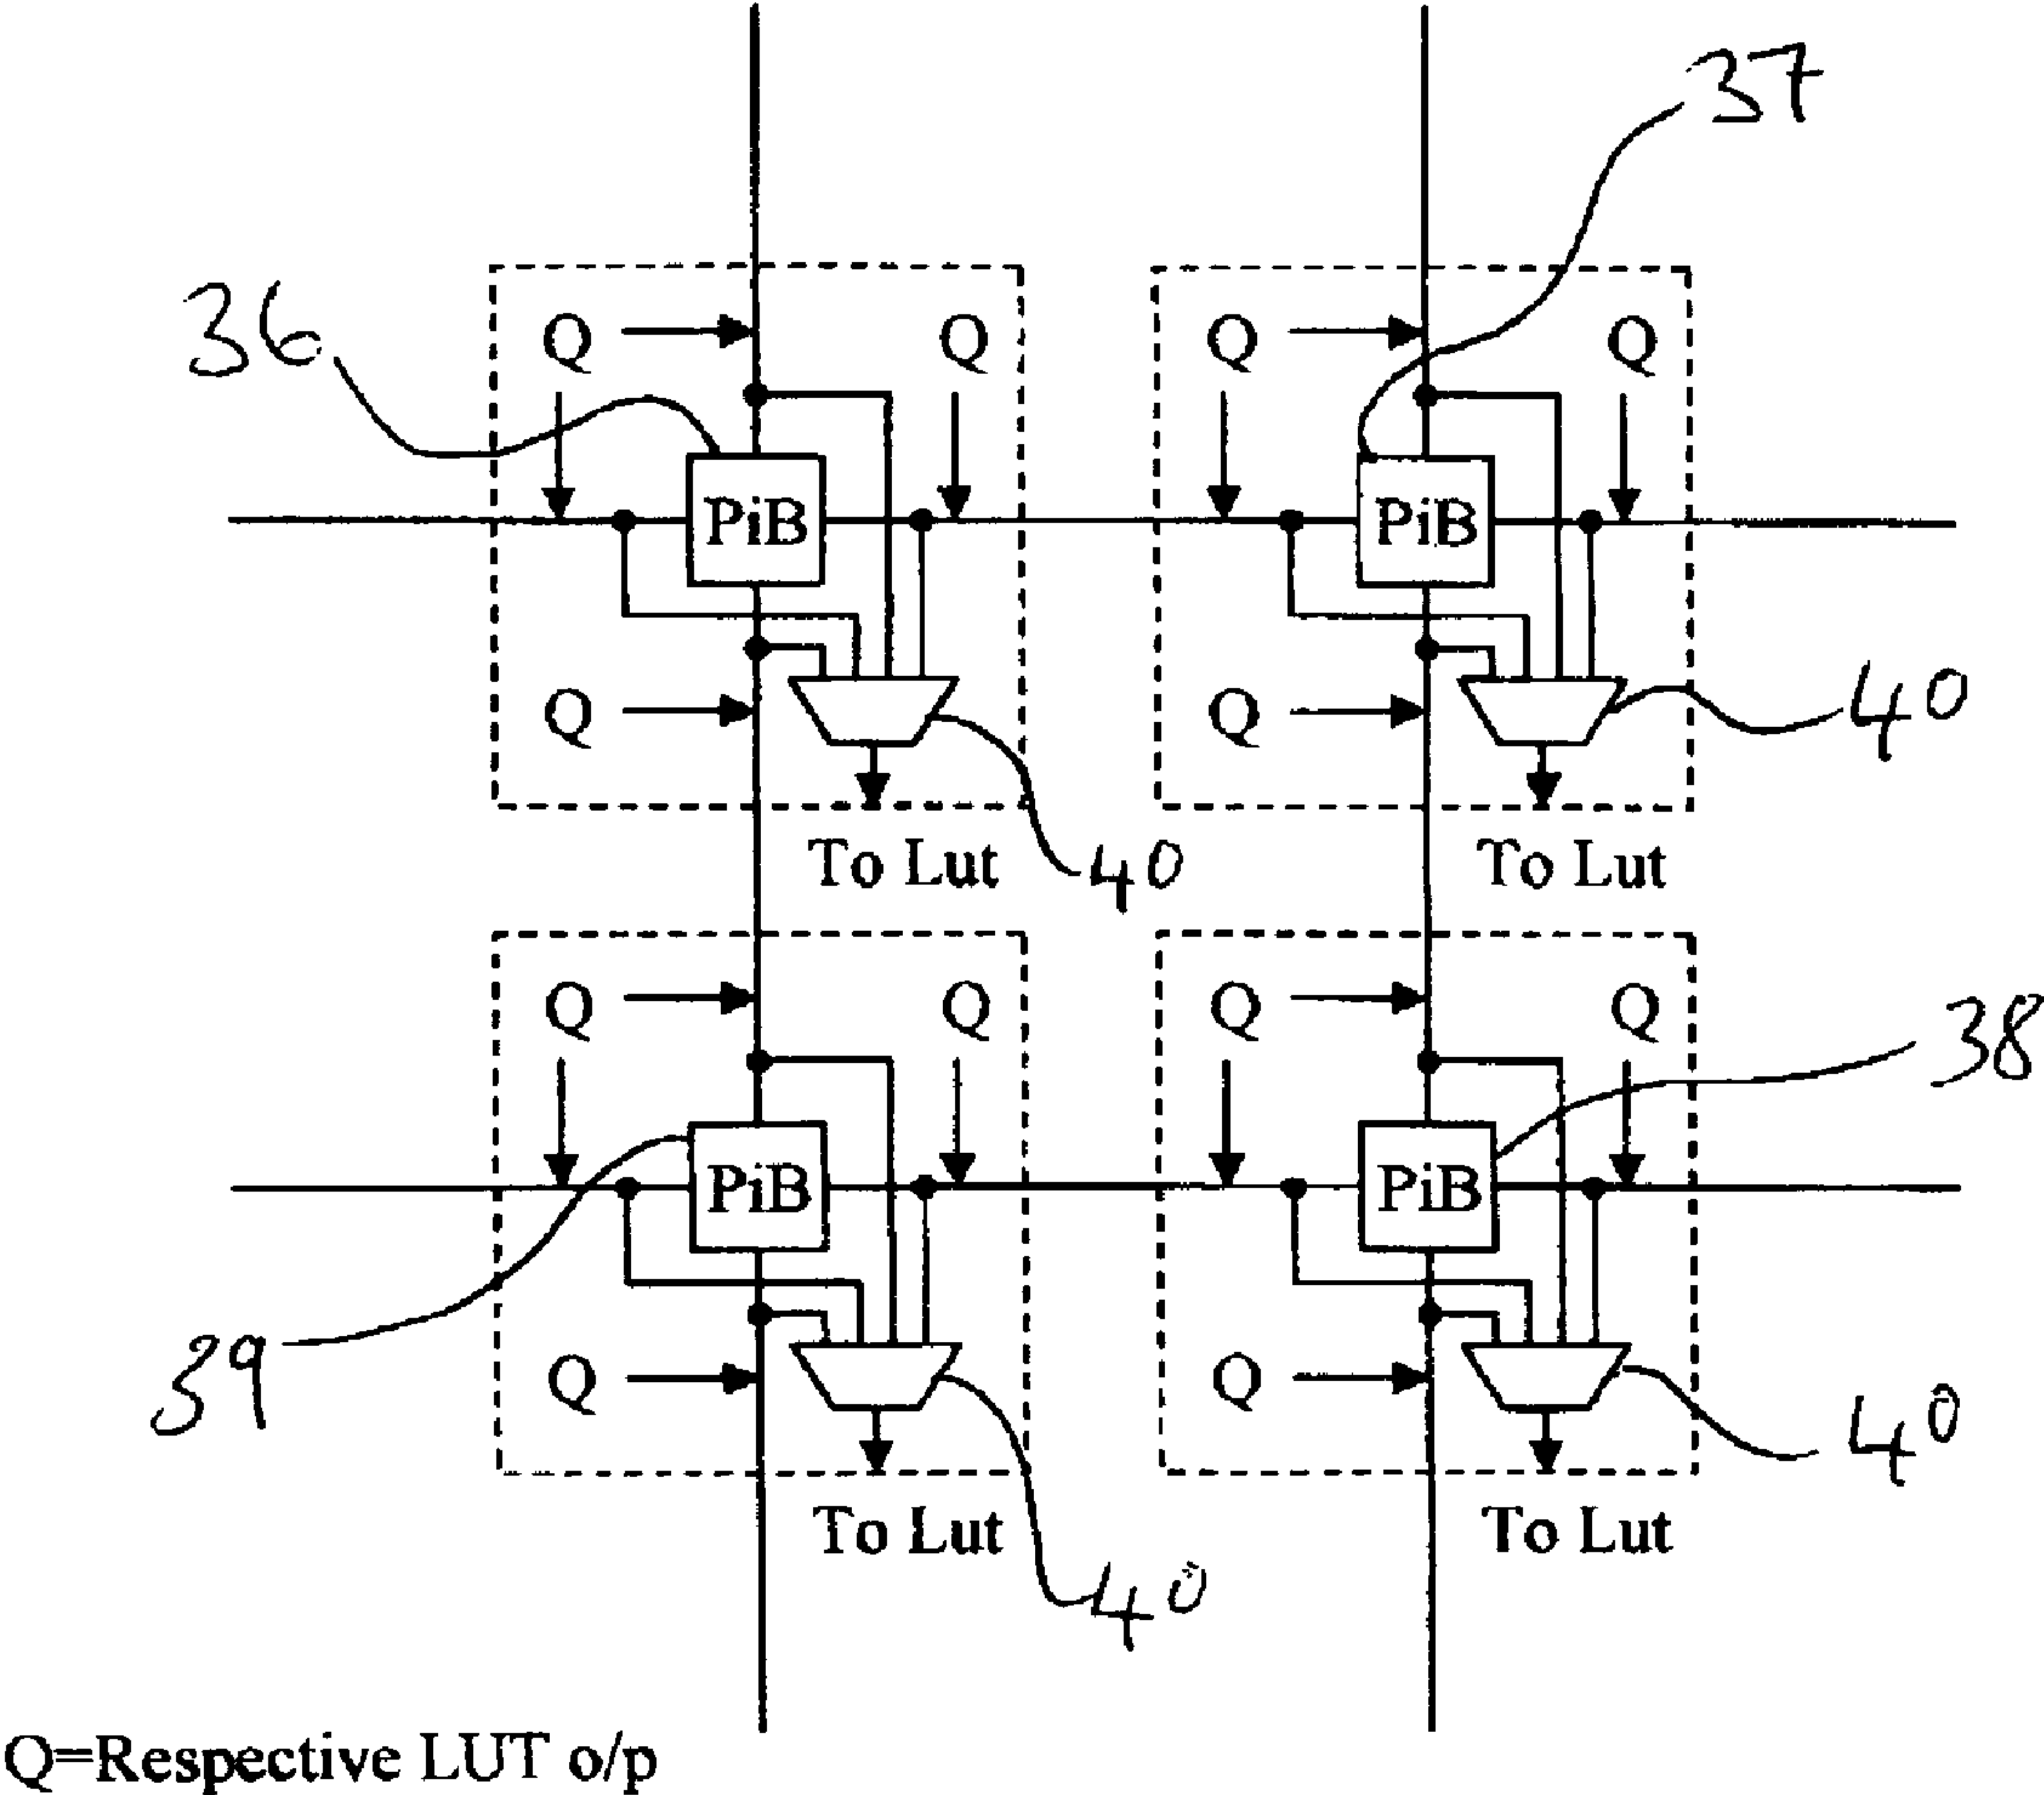 37
36
Q Q Q Q
PiB PiB
Q Q
40
To Lut 40 To Lut
Q Q Q Q
38
PiB PiB
39
Q Q
40
To Lut To Lut
40
Q=Respective LUT o/p